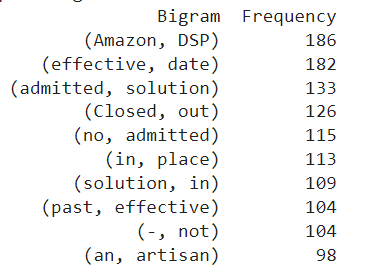 Bigram Frequency
(Amazon, DSP) 186
(effective, date) 182
(admitted, solution) 133
(Closed, out) 126
(no, admitted) 115
(in, place) 113
(solution, in) 109
(past, effective) 104
(-, not) 104
(an, artisan) 98